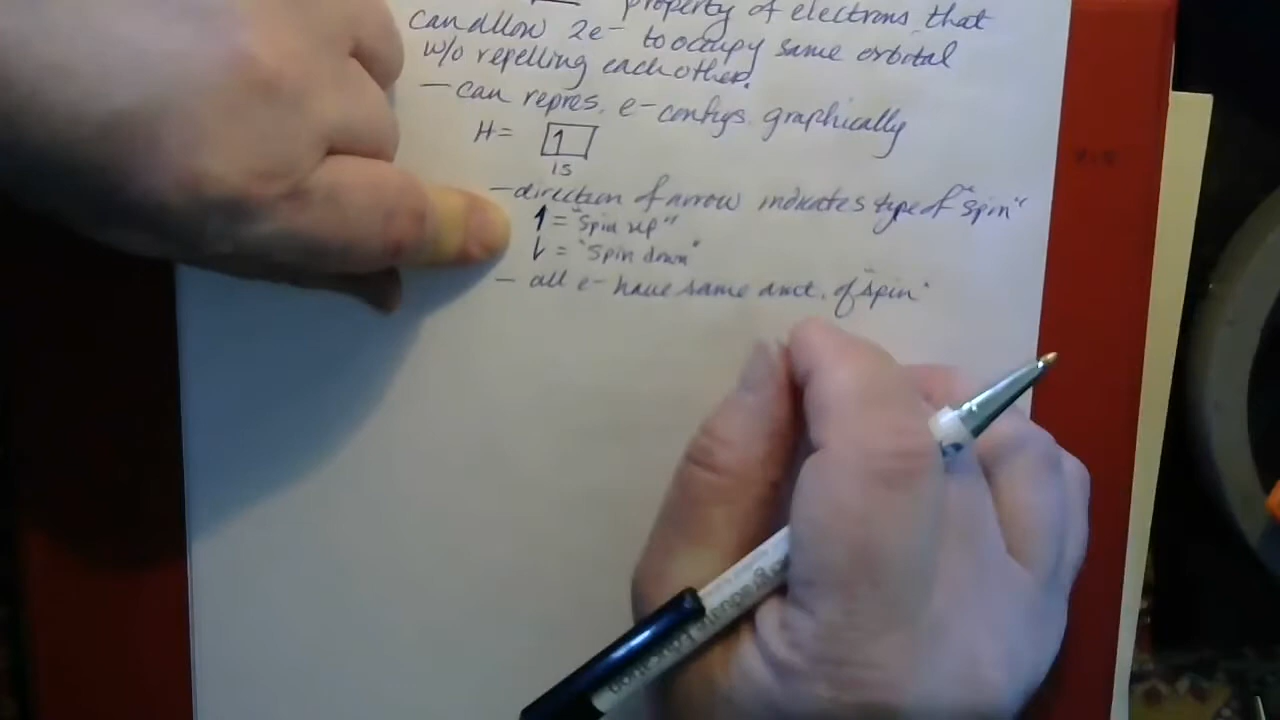 property of electrons that
can allow 2e- to occupy same orbital
w/o repelling each other.
- can repres. e- configs. graphically
H = 1
1s
- direction of arrow indicates type of "spin"
↿ = "spin up"
⇂ = "spin down"
- all e- have same amt. of "spin"